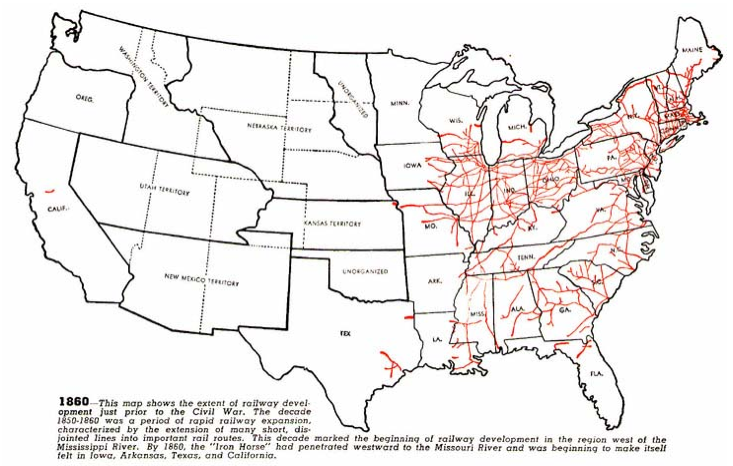 MAINE
WASHINGTON TERRITORY
OREG.
UNORGANIZED
MINN.
WIS.
MICH.
VT.
N.H.
N.Y.
MASS.
NEBRASKA TERRITORY
IOWA
PA.
UTAH TERRITORY
ILL.
IND.
OHIO
MD.
CALIF.
KANSAS TERRITORY
MO.
KY.
VA.
NEW MEXICO TERRITORY
UNORGANIZED
ARK.
TENN.
N.C.
S.C.
TEX
LA.
MISS.
ALA.
GA.
FLA.
1860—This map shows the extent of railway devel-
opment just prior to the Civil War. The decade
1850-1860 was a period of rapid railway expansion,
characterized by the extension of many short, dis-
jointed lines into important rail routes. This decade marked the beginning of railway development in the region west of the
Mississippi River. By 1860, the "Iron Horse" had penetrated westward to the Missouri River and was beginning to make itself
felt in Iowa, Arkansas, Texas, and California.